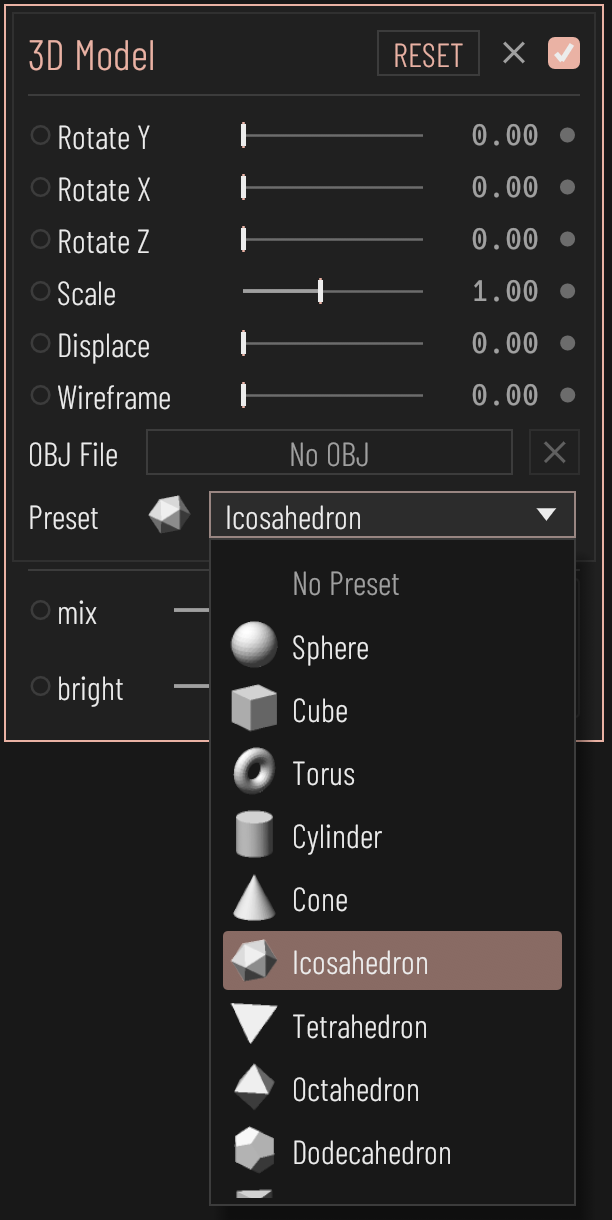 3D Model RESET
Rotate Y 0.00
Rotate X 0.00
Rotate Z 0.00
Scale 1.00
Displace 0.00
Wireframe 0.00
OBJ File No OBJ
Preset Icosahedron
No Preset
mix
Sphere
bright
Cube
Torus
Cylinder
Cone
Icosahedron
Tetrahedron
Octahedron
Dodecahedron